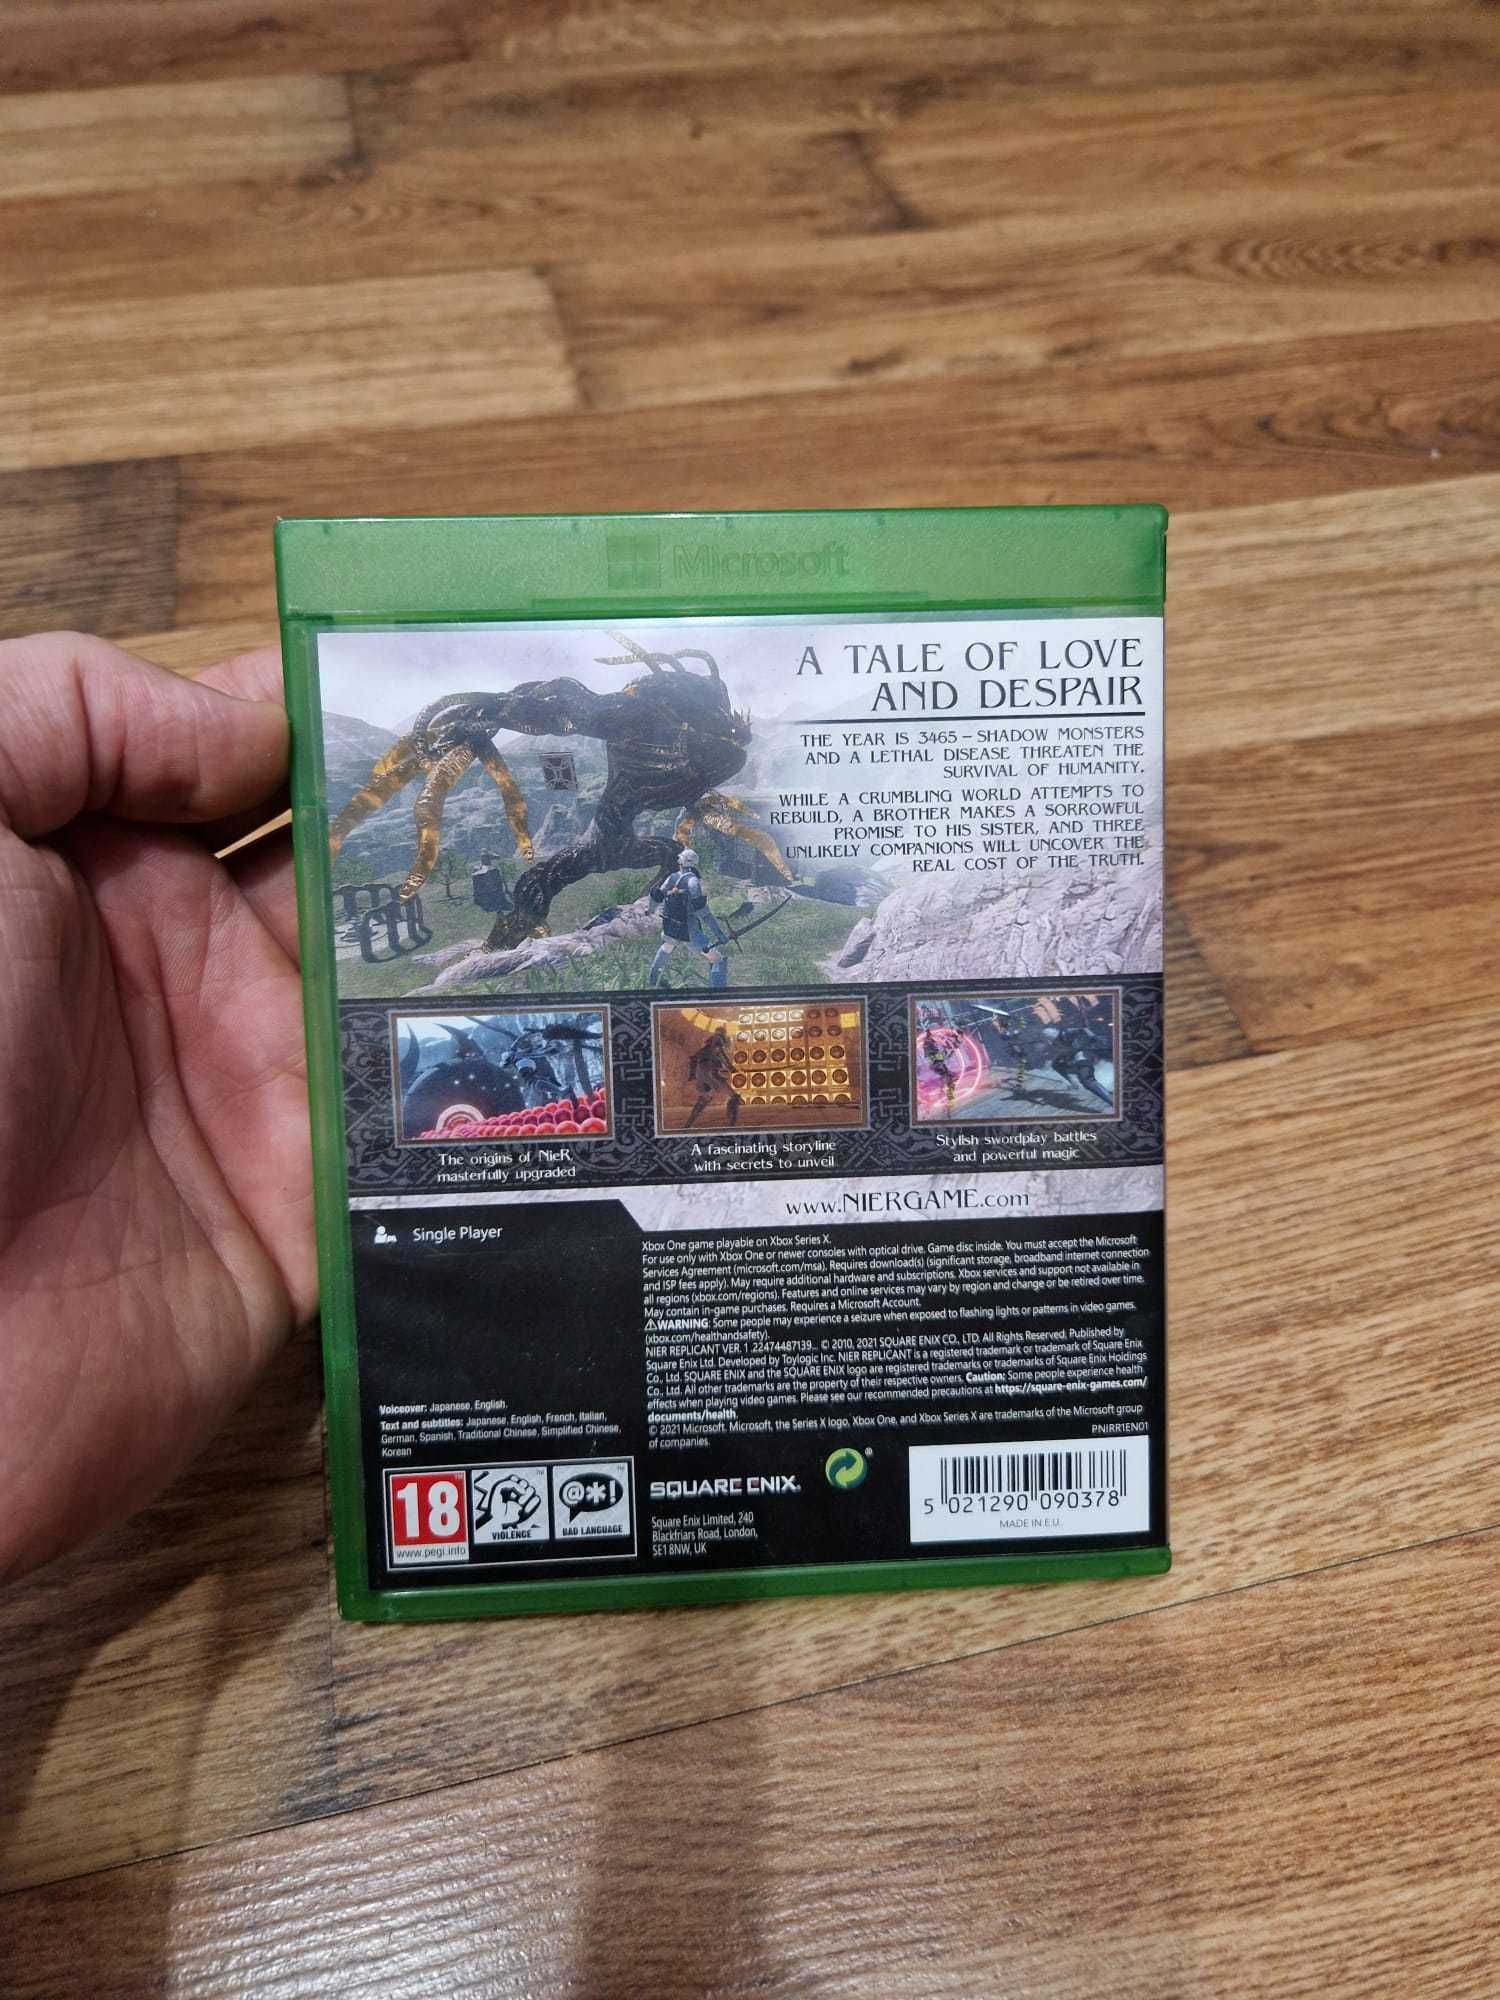 Microsoft
A TALE OF LOVE
AND DESPAIR
THE YEAR IS 3465 – SHADOW MONSTERS
AND A LETHAL DISEASE THREATEN THE
SURVIVAL OF HUMANITY.
WHILE A CRUMBLING WORLD ATTEMPTS TO
REBUILD, A BROTHER MAKES A SORROWFUL
PROMISE TO HIS SISTER, AND THREE
UNLIKELY COMPANIONS WILL UNCOVER THE
REAL COST OF THE TRUTH.
The origins of NieR,
masterfully upgraded
A fascinating storyline
with secrets to unveil
Stylish swordplay battles
and powerful magic
www.NIERGAME.com
Single Player
Xbox One game playable on Xbox Series X.
For use only with Xbox One or newer consoles with optical drive. Game disc inside. You must accept the Microsoft
Services Agreement (microsoft.com/msa). Requires download(s) (significant storage, broadband internet connection
and ISP fees apply). May require additional hardware and subscriptions. Xbox services and support not available in
all regions (xbox.com/regions). Features and online services may vary by region and change or be retired over time.
May contain in-game purchases. Requires a Microsoft Account.
⚠WARNING: Some people may experience a seizure when exposed to flashing lights or patterns in video games.
(xbox.com/healthandsafety).
NIER REPLICANT VER. 1.22474487139... © 2010, 2021 SQUARE ENIX CO., LTD. All Rights Reserved. Published by
Square Enix Ltd. Developed by Toylogic Inc. NIER REPLICANT is a registered trademark or trademark of Square Enix
Co., Ltd. SQUARE ENIX and the SQUARE ENIX logo are registered trademarks or trademarks of Square Enix Holdings
Co., Ltd. All other trademarks are the property of their respective owners. Caution: Some people experience health
effects when playing video games. Please see our recommended precautions at https://square-enix-games.com/
documents/health.
© 2021 Microsoft. Microsoft, the Series X logo, Xbox One, and Xbox Series X are trademarks of the Microsoft group
of companies.
PNIRR1EN01
Voiceover: Japanese, English.
Text and subtitles: Japanese, English, French, Italian,
German, Spanish, Traditional Chinese, Simplified Chinese,
Korean
18
www.pegi.info
VIOLENCE
@*!
BAD LANGUAGE
SQUARE ENIX.
Square Enix Limited, 240
Blackfriars Road, London,
SE1 8NW, UK
5 021290 090378
MADE IN E.U.